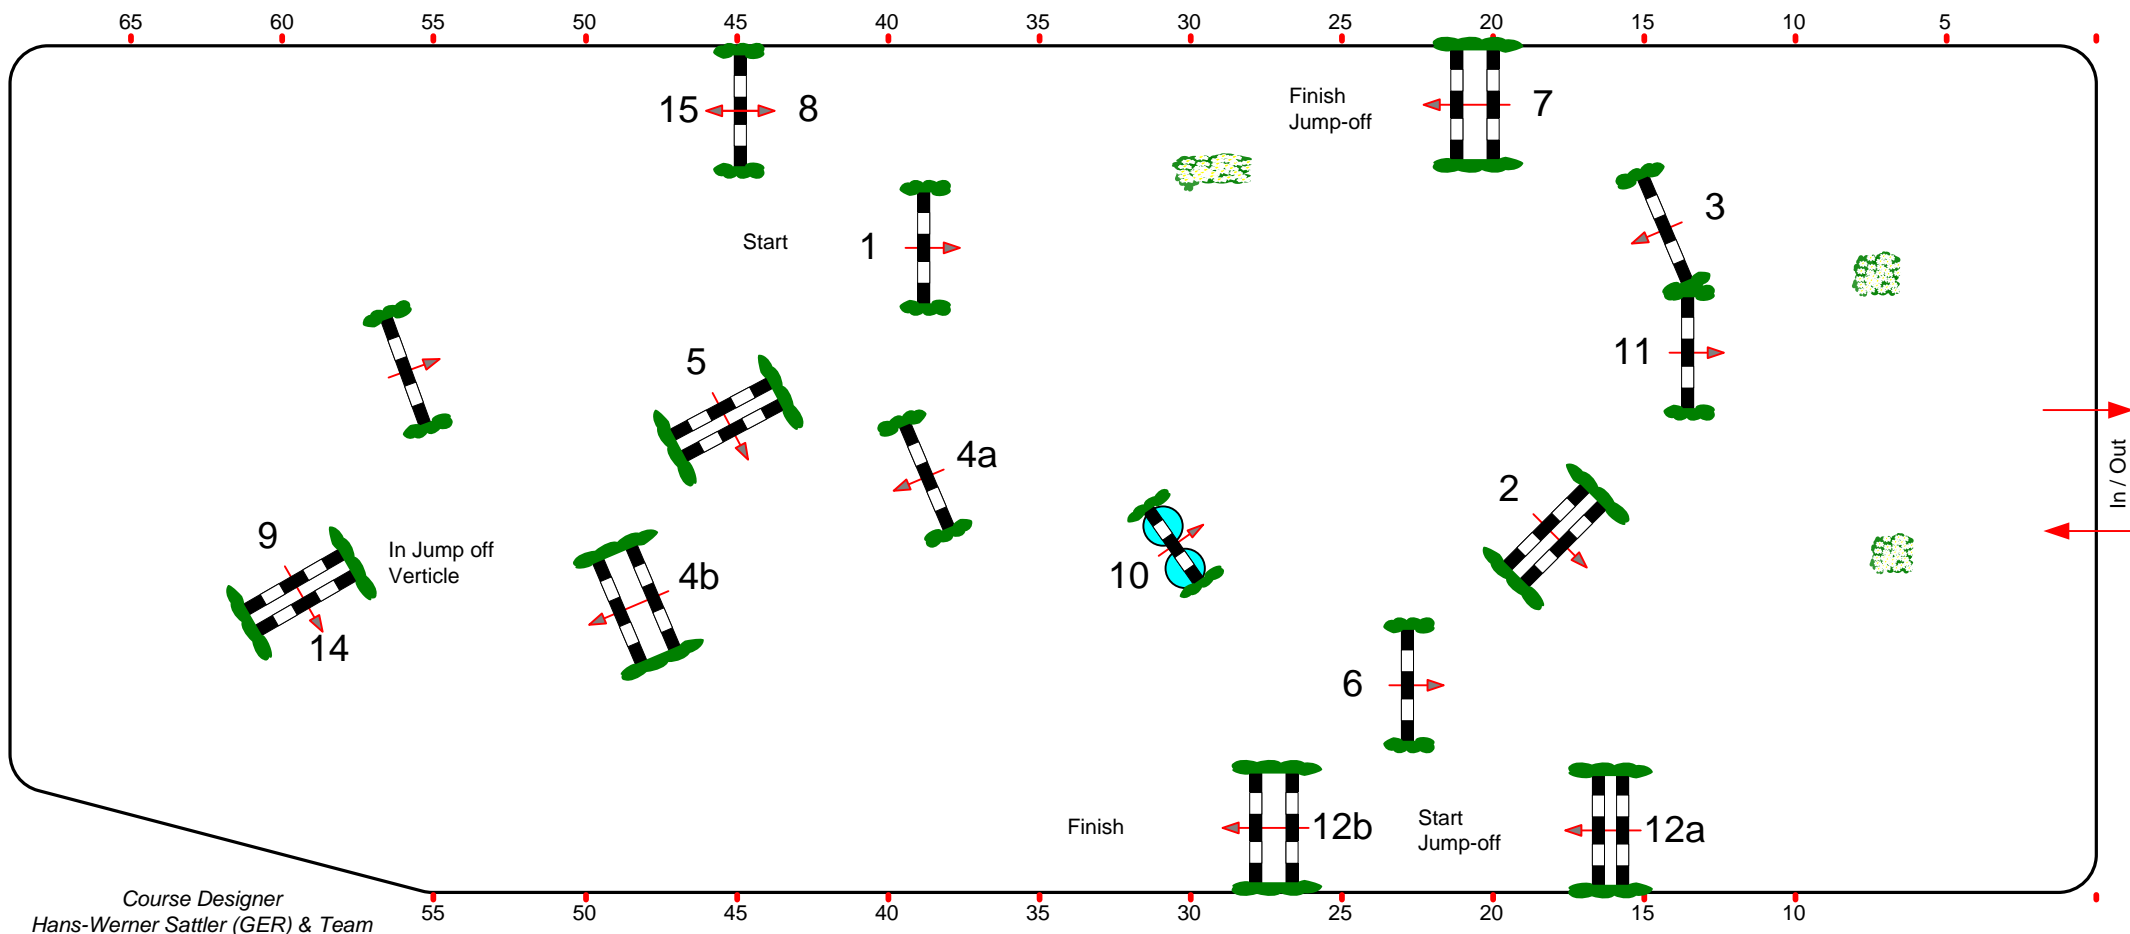 65 60 55 50 45 40 35 30 25 20 15 10 5
15 8
Finish
Jump-off
7
3
Start
1
11
5
4a
2
9
In Jump off
Verticle
14
4b
10
In / Out
6
Finish
12b
Start
Jump-off
12a
55 50 45 40 35 30 25 20 15 10
Course Designer
Hans-Werner Sattler (GER) & Team